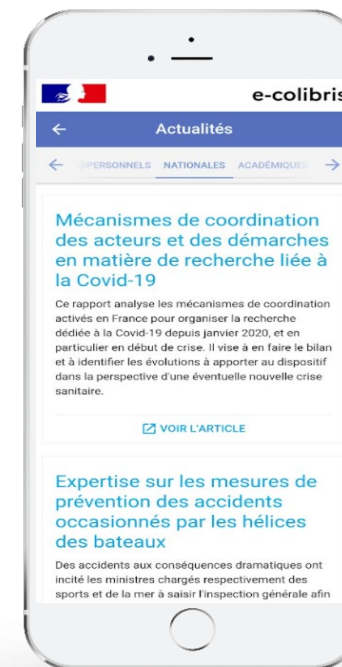 e-colibris
Actualités
PERSONNELS NATIONALES ACADÉMIQUES
Mécanismes de coordination
des acteurs et des démarches
en matière de recherche liée à
la Covid-19
Ce rapport analyse les mécanismes de coordination
activés en France pour organiser la recherche
dédiée à la Covid-19 depuis janvier 2020, et en
particulier en début de crise. Il vise à en faire le bilan
et à identifier les évolutions à apporter au dispositif
dans la perspective d'une éventuelle nouvelle crise
sanitaire.
VOIR L'ARTICLE
Expertise sur les mesures de
prévention des accidents
occasionnés par les hélices
des bateaux
Des accidents aux conséquences dramatiques ont
incité les ministres chargés respectivement des
sports et de la mer à saisir l'inspection générale afin